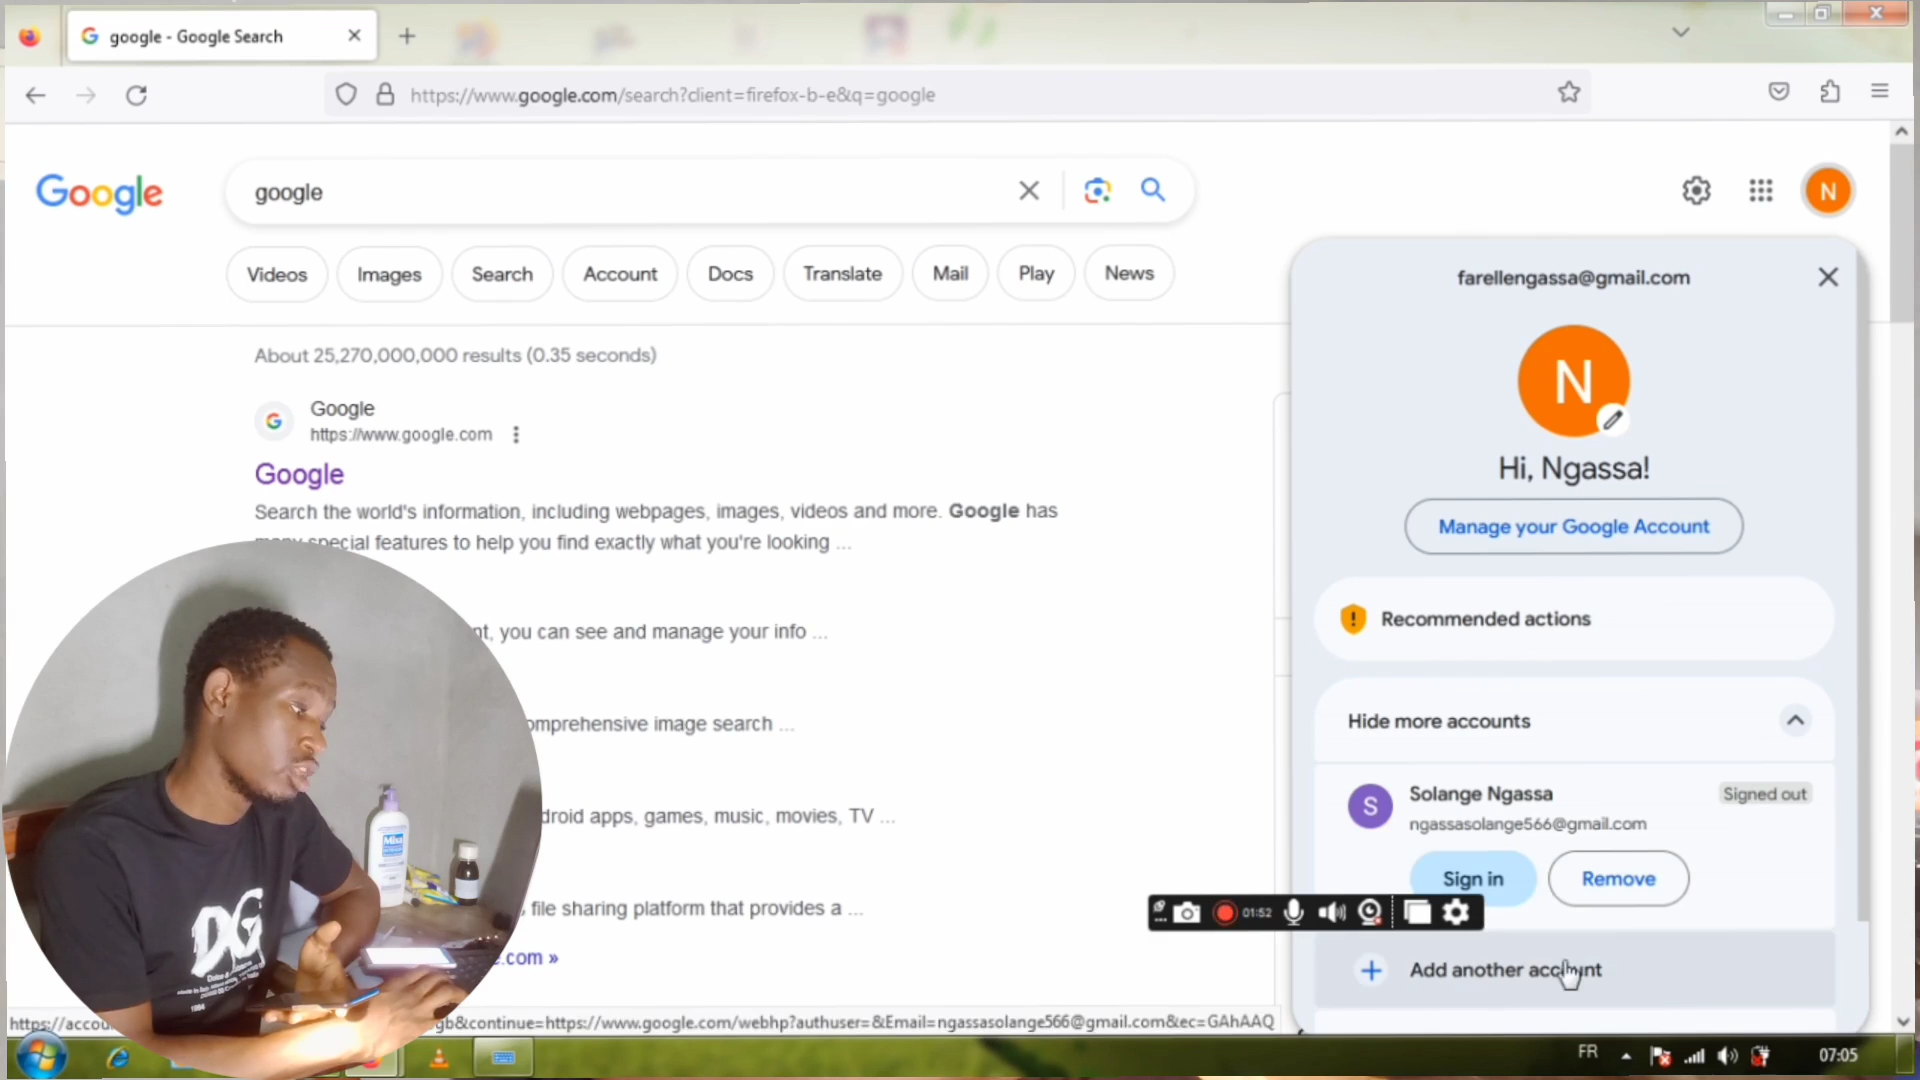 google - Google Search
https://www.google.com/search?client=firefox-b-e&q=google
Google
google
N
Videos
Images
Search
Account
Docs
Translate
Mail
Play
News
farellengassa@gmail.com
About 25,270,000,000 results (0.35 seconds)
N
Google
https://www.google.com
Google
Hi, Ngassa!
Search the world's information, including webpages, images, videos and more. Google has
many special features to help you find exactly what you're looking ...
Manage your Google Account
Recommended actions
you can see and manage your info ...
Hide more accounts
image search ...
S
Solange Ngassa
Signed out
ngassasolange566@gmail.com
apps, games, music, movies, TV ...
Sign in
Remove
file sharing platform that provides a ...
01:52
.com »
Add another account
DG
1984
Mixa
gb&continue=https://www.google.com/webhp?authuser=&Email=ngassasolange566@gmail.com&ec=GAhAAQ
FR
07:05